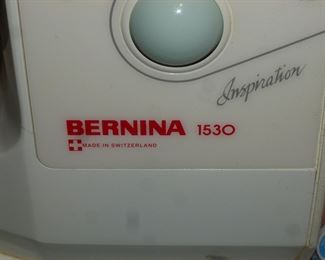 Inspiration
BERNINA 1530
MADE IN SWITZERLAND